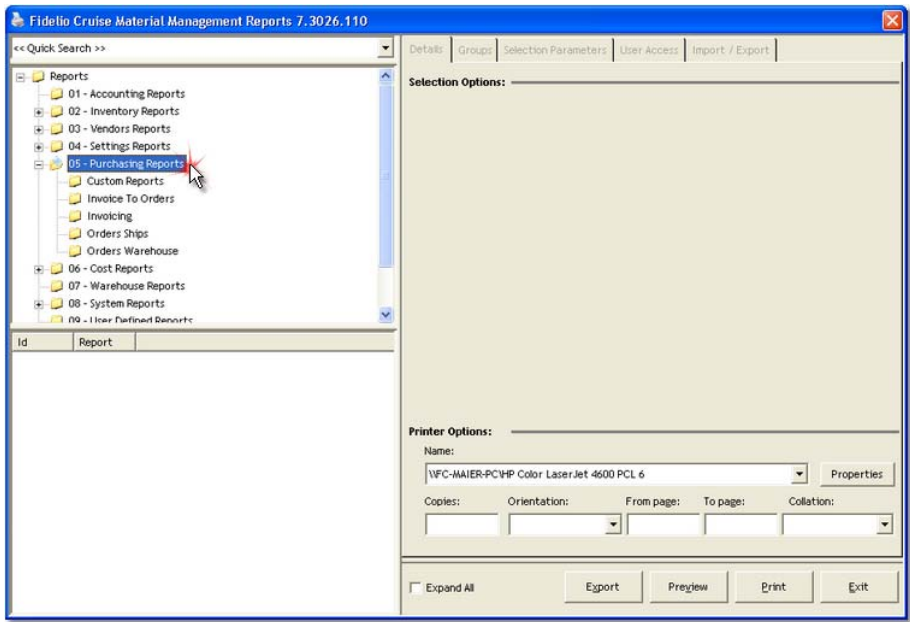 Fidelio Cruise Material Management Reports 7.3026.110
<< Quick Search >>
Reports
01 - Accounting Reports
02 - Inventory Reports
03 - Vendors Reports
04 - Settings Reports
05 - Purchasing Reports
Custom Reports
Invoice To Orders
Invoicing
Orders Ships
Orders Warehouse
06 - Cost Reports
07 - Warehouse Reports
08 - System Reports
09 - User Defined Reports
Id Report
Details Groups Selection Parameters User Access Import / Export
Selection Options:
Printer Options:
Name:
\\FC-MAIER-PC\HP Color LaserJet 4600 PCL 6 Properties
Copies: Orientation: From page: To page: Collation:
Expand All Export Preview Print Exit